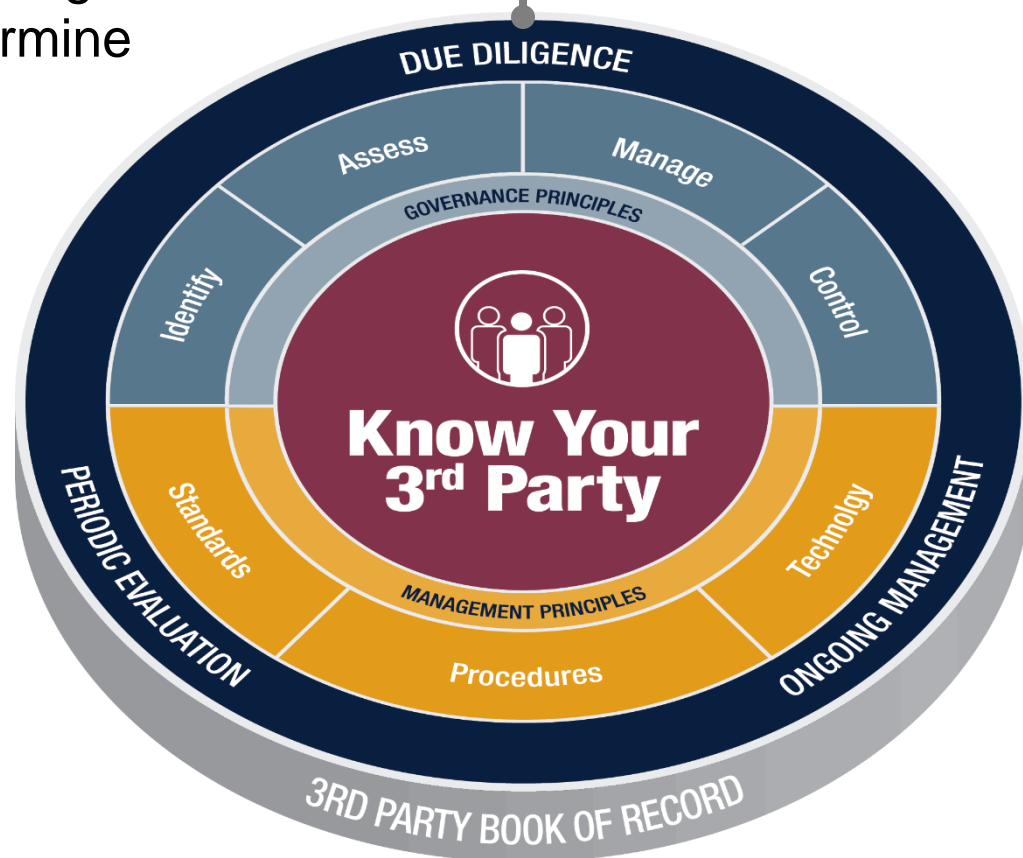 rmine
DUE DILIGENCE
Assess
Manage
GOVERNANCE PRINCIPLES
Identify
Control
Know Your
3rd Party
Standards
Technolgy
PERIODIC EVALUATION
ONGOING MANAGEMENT
MANAGEMENT PRINCIPLES
Procedures
3RD PARTY BOOK OF RECORD